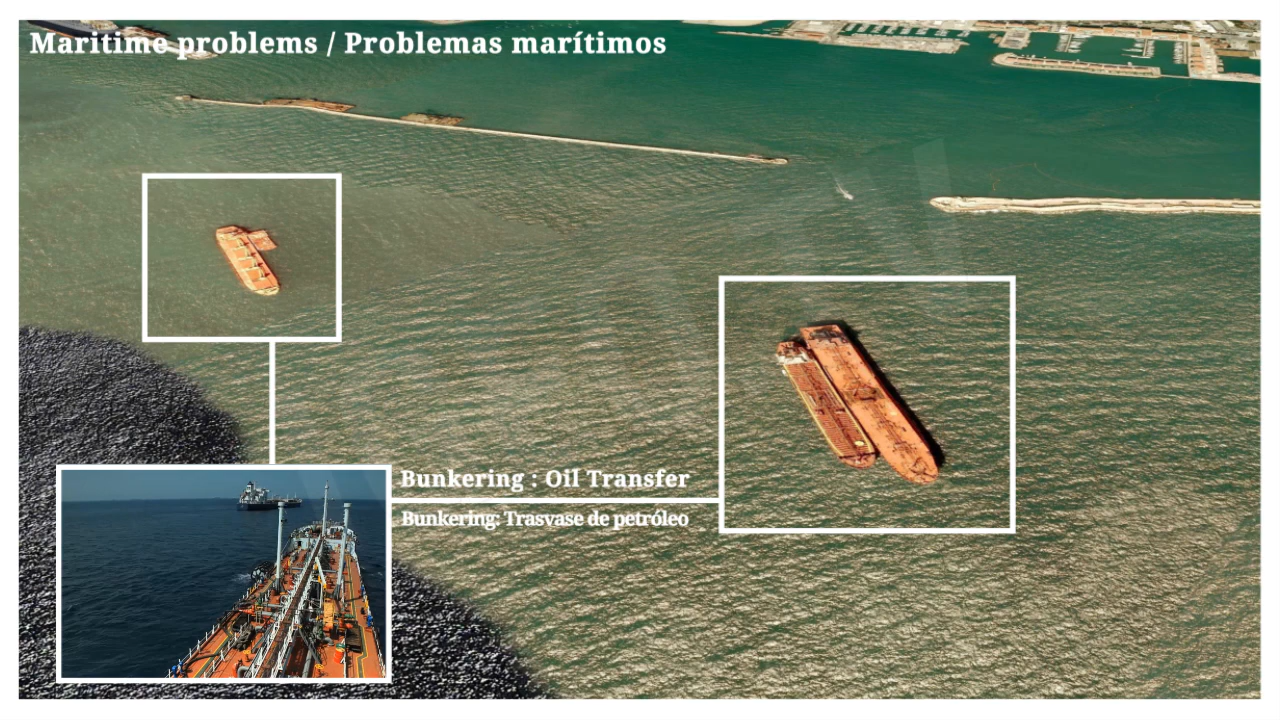 Maritime problems / Problemas marítimos
Bunkering : Oil Transfer
Bunkering: Trasvase de petróleo